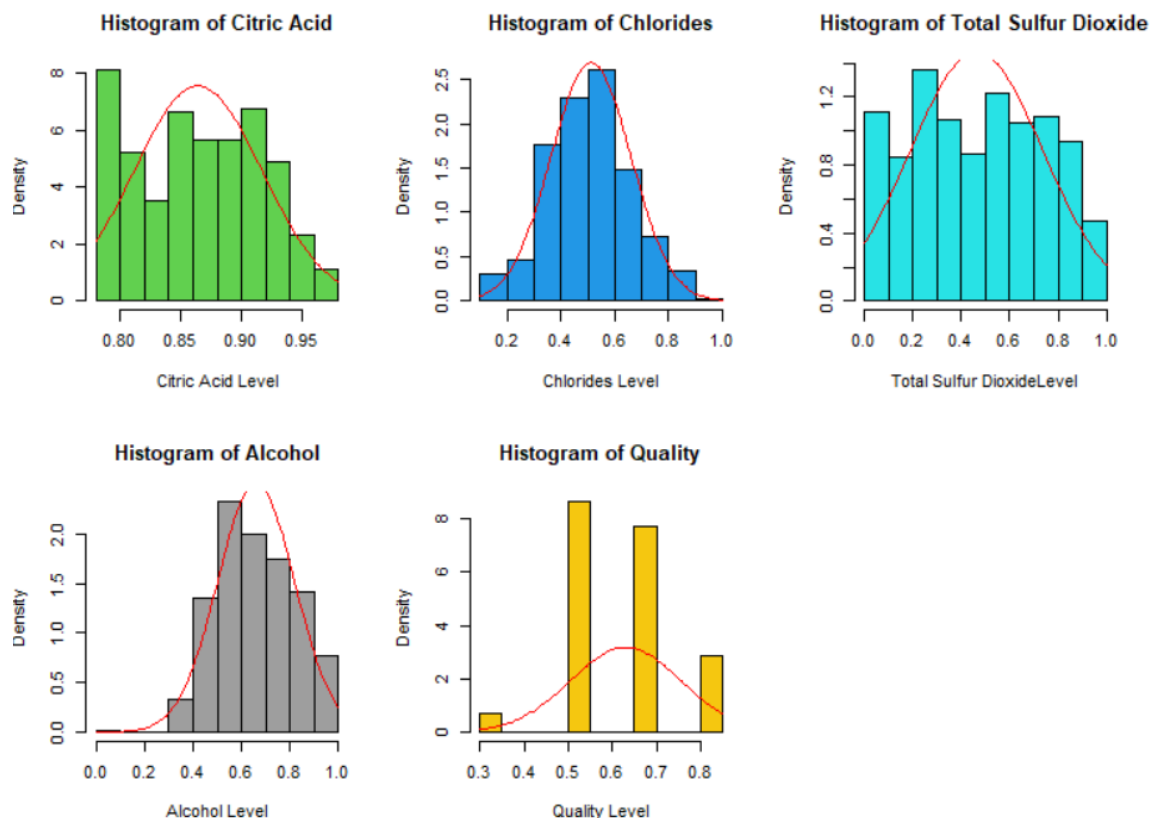 Histogram of Citric Acid
Density
0 2 4 6 8
0.80 0.85 0.90 0.95
Citric Acid Level
Histogram of Chlorides
Density
0.0 0.5 1.0 1.5 2.0 2.5
0.2 0.4 0.6 0.8 1.0
Chlorides Level
Histogram of Total Sulfur Dioxide
Density
0.0 0.4 0.8 1.2
0.0 0.2 0.4 0.6 0.8 1.0
Total Sulfur DioxideLevel
Histogram of Alcohol
Density
0.0 0.5 1.0 1.5 2.0
0.0 0.2 0.4 0.6 0.8 1.0
Alcohol Level
Histogram of Quality
Density
0 2 4 6 8
0.3 0.4 0.5 0.6 0.7 0.8
Quality Level